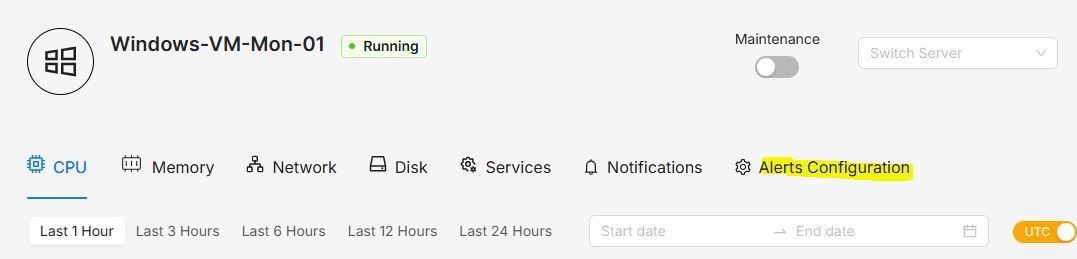 Windows-VM-Mon-01 Running Maintenance
Switch Server
CPU Memory Network Disk Services Notifications Alerts Configuration
Last 1 Hour Last 3 Hours Last 6 Hours Last 12 Hours Last 24 Hours Start date End date UTC